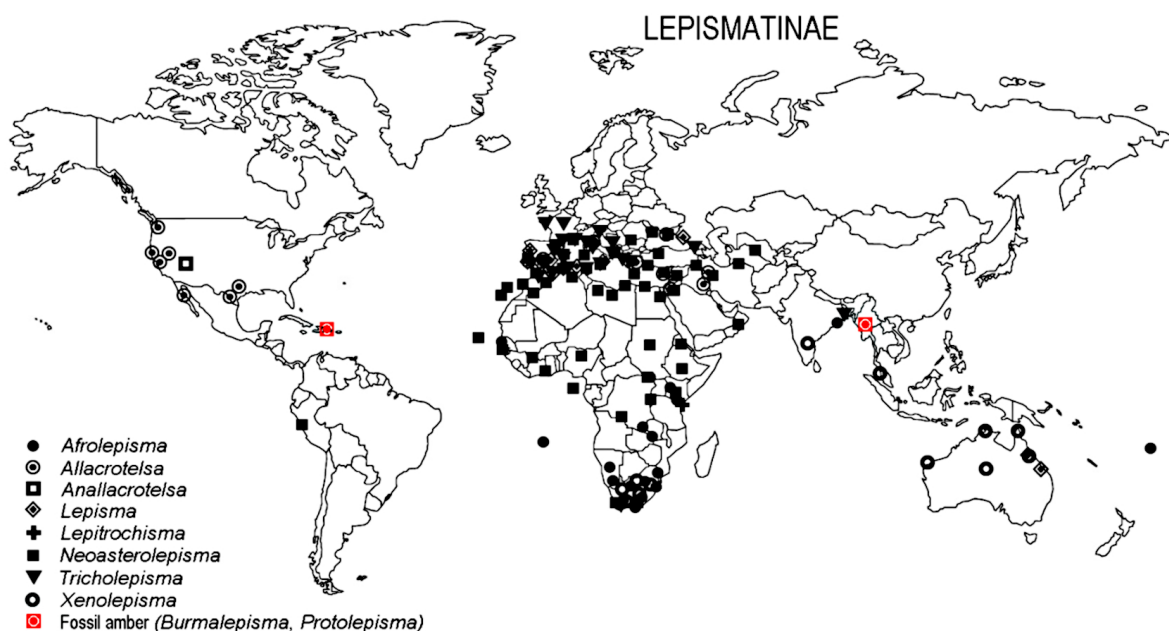 LEPISMATINAE
Afrolepisma
Allacrotelsa
Anallacrotelsa
Lepisma
Lepitrochisma
Neoasterolepisma
Tricholepisma
Xenolepisma
Fossil amber (Burmalepisma, Protolepisma)